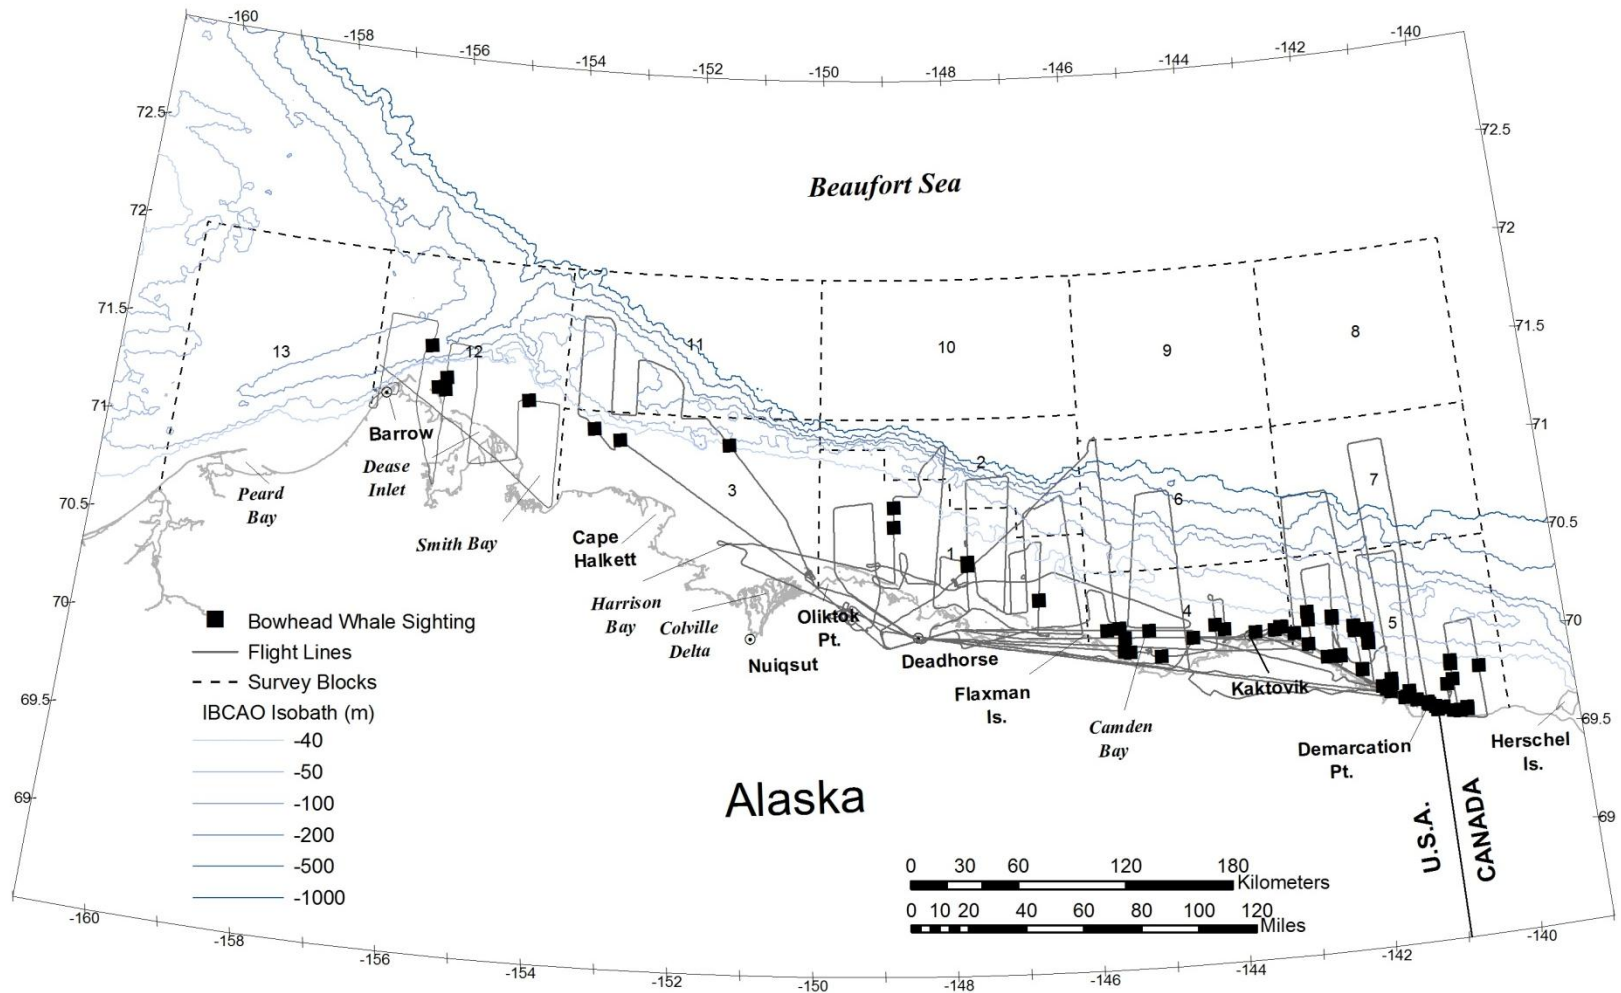 -160
-158
-156
-154
-152
-150
-148
-146
-144
-142
-140
72.5
72.5
Beaufort Sea
72
72
71.5
71.5
13
12
11
10
9
8
71
71
Barrow
Dease
Inlet
Peard
Bay
Smith Bay
Cape
Halkett
3
2
1
6
7
70.5
70.5
70
70
Harrison
Bay
Colville
Delta
Oliktok
Pt.
Nuiqsut
Deadhorse
Flaxman
Is.
4
5
Kaktovik
Camden
Bay
Demarcation
Pt.
Herschel
Is.
69.5
69.5
Bowhead Whale Sighting
Flight Lines
Survey Blocks
IBCAO Isobath (m)
-40
-50
-100
-200
-500
-1000
Alaska
U.S.A.
CANADA
69
69
0 30 60 120 180
Kilometers
0 10 20 40 60 80 100 120
Miles
-160
-158
-156
-154
-152
-150
-148
-146
-144
-142
-140